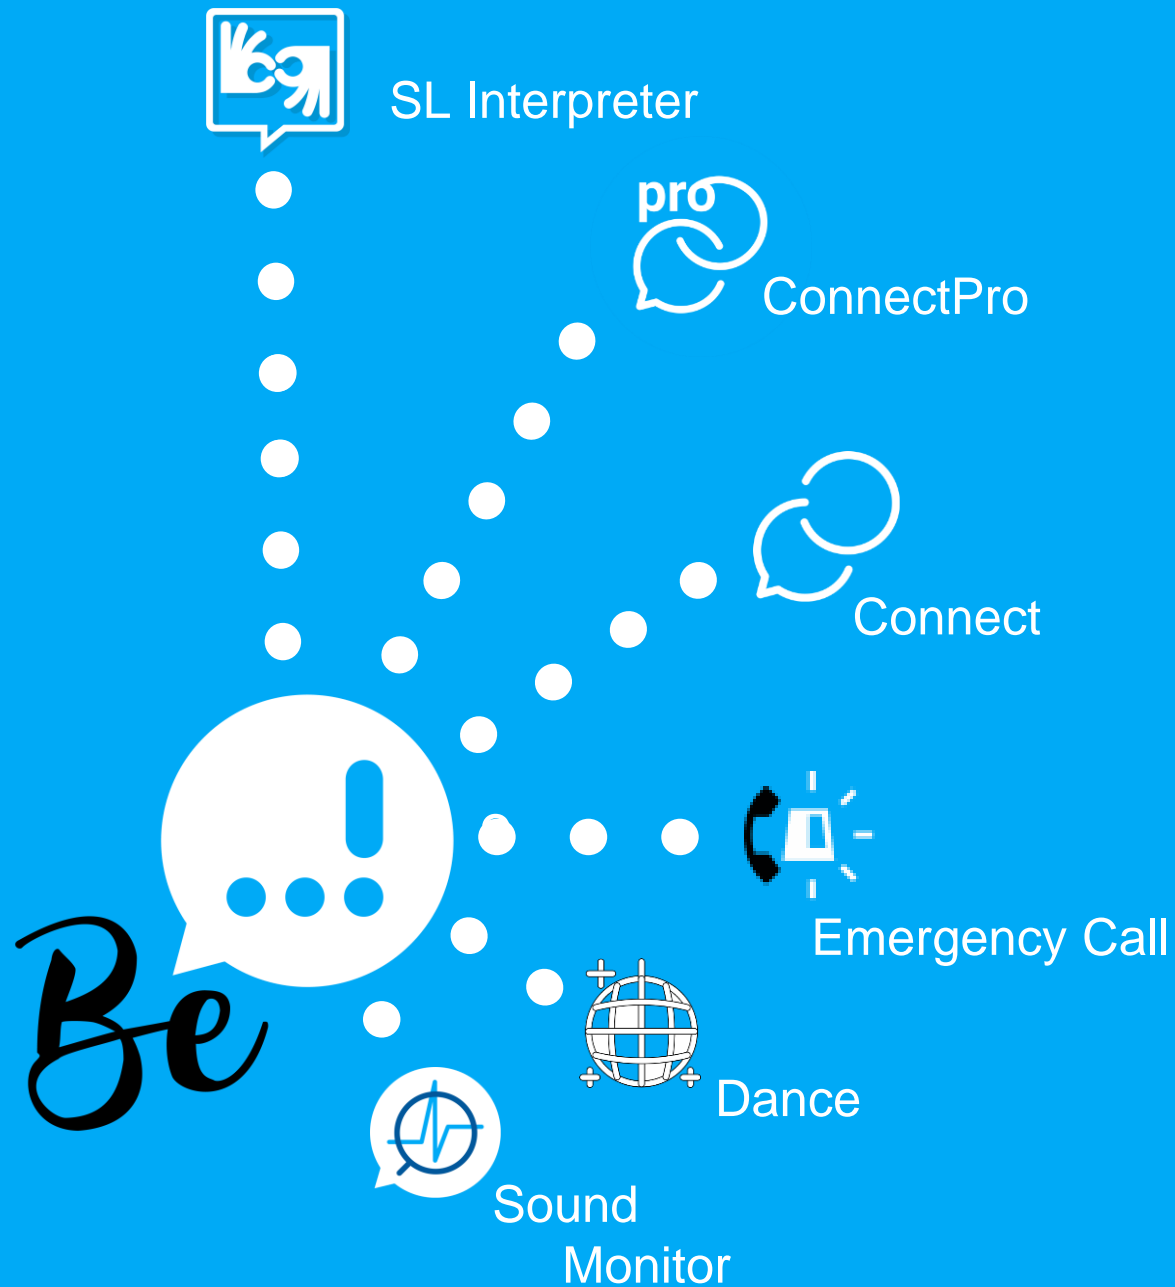 SL Interpreter
pro
ConnectPro
Connect
Emergency Call
Be
Dance
Sound
Monitor